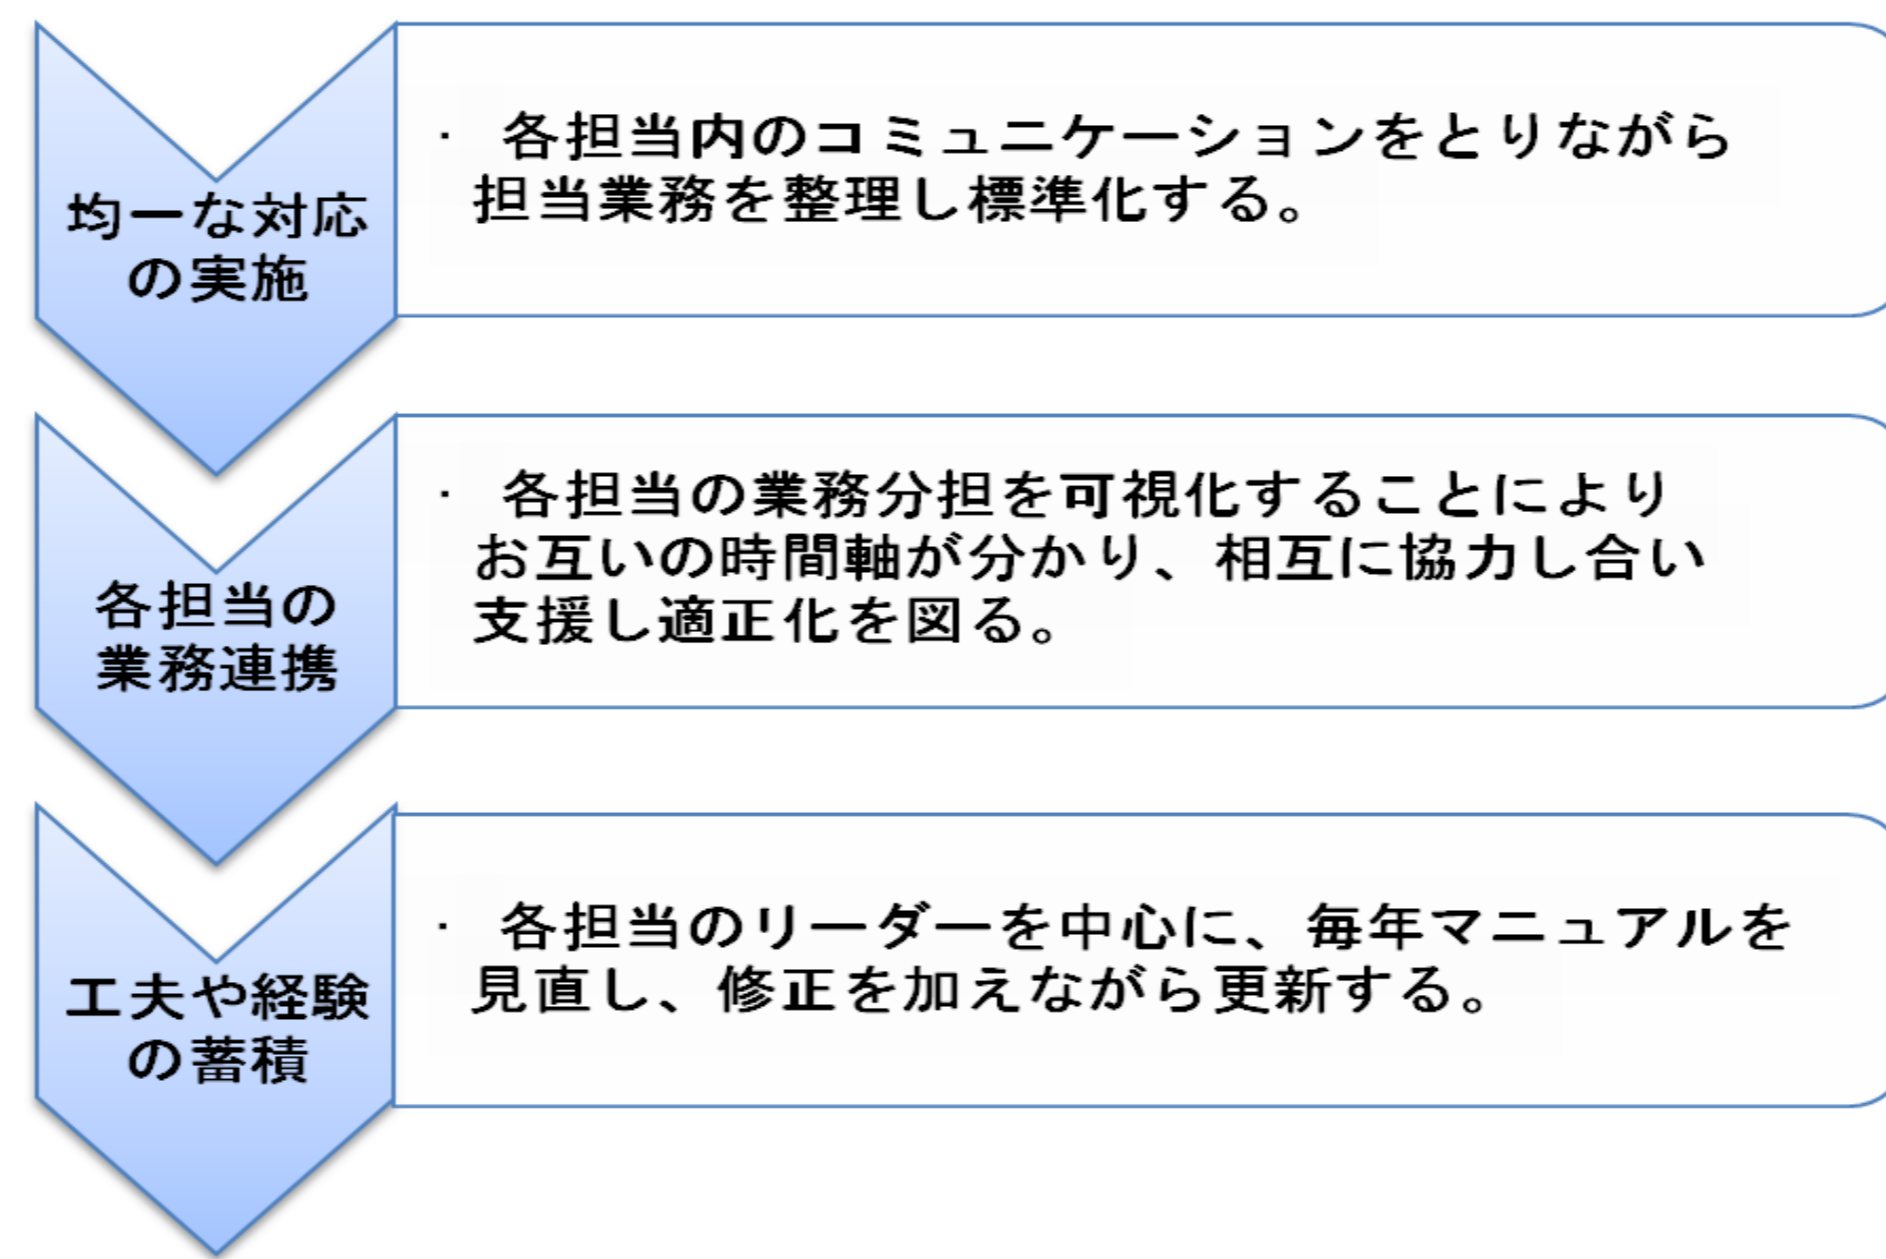 均一な対応
の実施
・ 各担当内のコミュニケーションをとりながら
担当業務を整理し標準化する。
各担当の
業務連携
・ 各担当の業務分担を可視化することにより
お互いの時間軸が分かり、相互に協力し合い
支援し適正化を図る。
工夫や経験
の蓄積
・ 各担当のリーダーを中心に、毎年マニュアルを
見直し、修正を加えながら更新する。